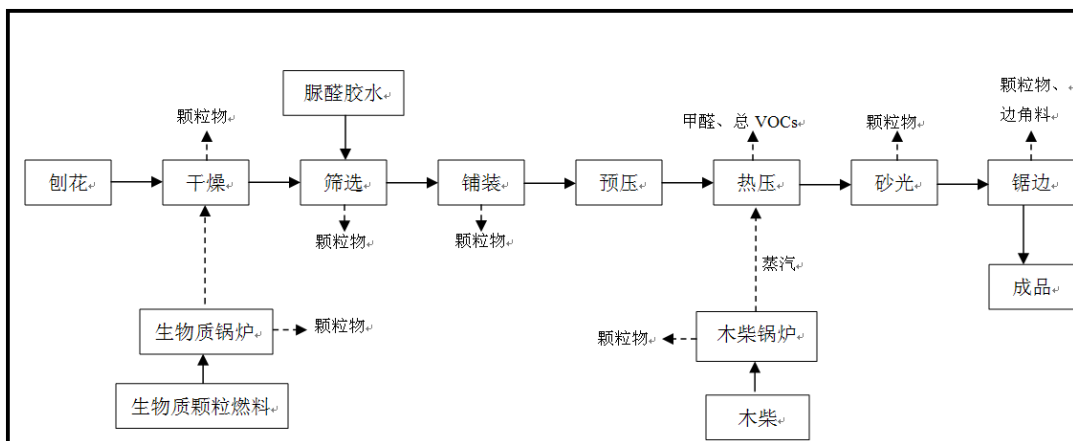 脲醛胶水
颗粒物
甲醛、总 VOCs
颗粒物
颗粒物、
边角料
刨花
干燥
筛选
铺装
预压
热压
砂光
锯边
颗粒物
颗粒物
蒸汽
成品
生物质锅炉
颗粒物
颗粒物
木柴锅炉
生物质颗粒燃料
木柴